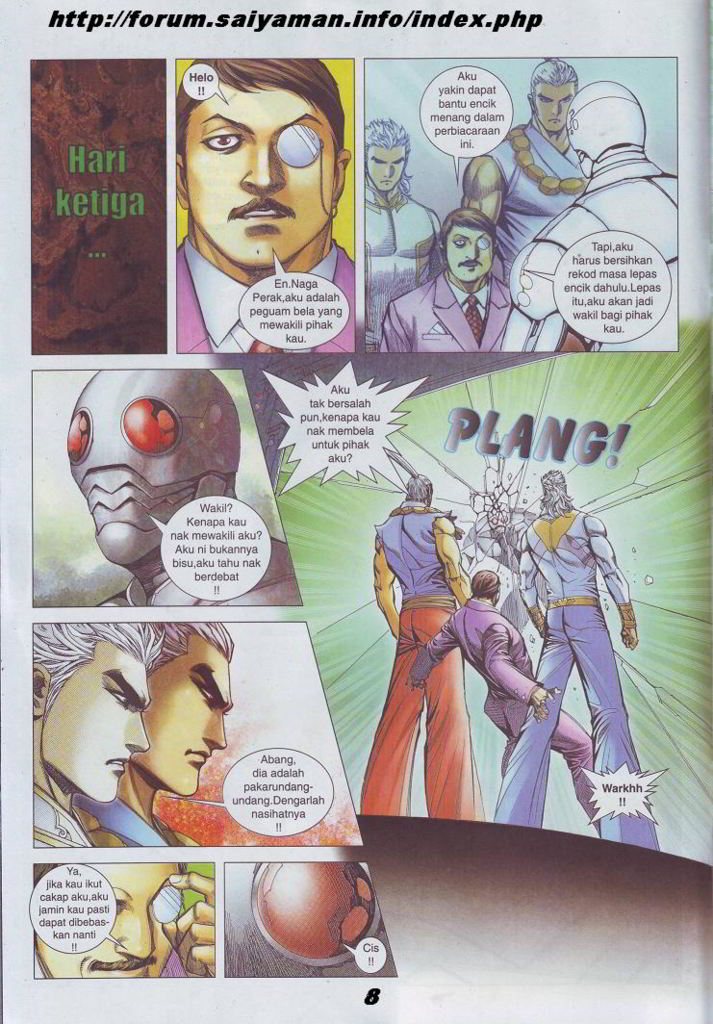 http://forum.saiyaman.info/index.php
Hari
ketiga
...
Helo
!!
En.Naga
Perak,aku adalah
peguam bela yang
mewakili pihak
kau.
Aku
yakin dapat
bantu encik
menang dalam
perbiacaraan
ini.
Tapi,aku
harus bersihkan
rekod masa lepas
encik dahulu.Lepas
itu,aku akan jadi
wakil bagi pihak
kau.
Wakil?
Kenapa kau
nak mewakili aku?
Aku ni bukannya
bisu,aku tahu nak
berdebat
!!
Aku
tak bersalah
pun,kenapa kau
nak membela
untuk pihak
aku?
PLANG!
Warkhh
!!
Abang,
dia adalah
pakarundang-
undang.Dengarlah
nasihatnya
!!
Ya,
jika kau ikut
cakap aku,aku
jamin kau pasti
dapat dibebas-
kan nanti
!!
Cis
!!
8